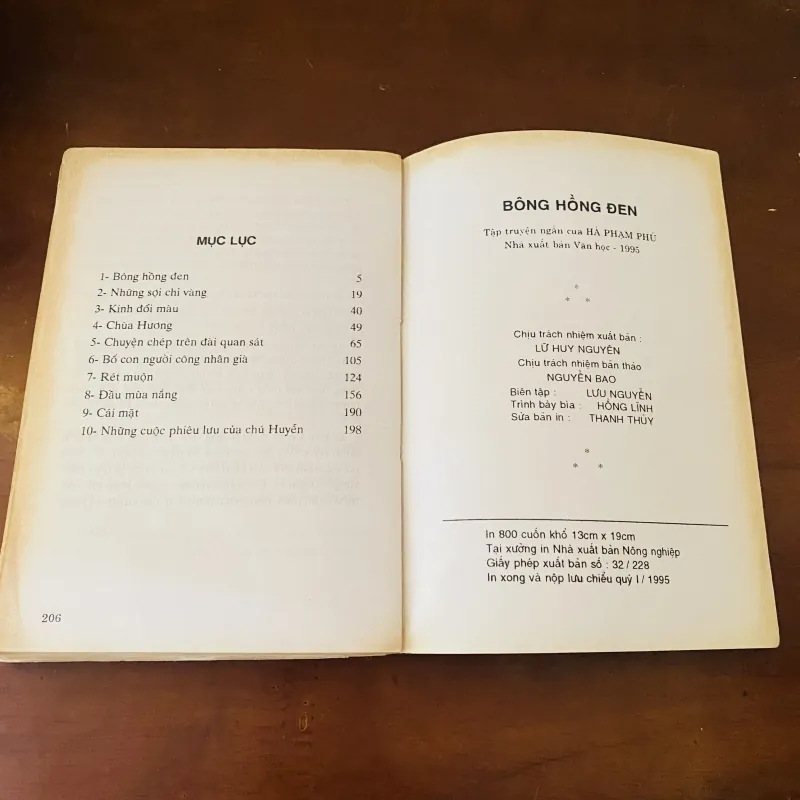 MỤC LỤC
1- Bông hồng đen 5
2- Những sợi chỉ vàng 19
3- Kính đổi màu 40
4- Chùa Hương 49
5- Chuyện chép trên đài quan sát 65
6- Bố con người công nhân già 105
7- Rét muộn 124
8- Đầu mùa nắng 156
9- Cái mặt 190
10- Những cuộc phiêu lưu của chú Huyền 198
206
BÔNG HỒNG ĐEN
Tập truyện ngắn của HÀ PHẠM PHÚ
Nhà xuất bản Văn học - 1995
*
* *
Chịu trách nhiệm xuất bản :
LỮ HUY NGUYÊN
Chịu trách nhiệm bản thảo
NGUYỄN BAO
Biên tập : LƯU NGUYỄN
Trình bày bìa : HỒNG LĨNH
Sửa bản in : THANH THỦY
*
* *
In 800 cuốn khổ 13cm x 19cm
Tại xưởng in Nhà xuất bản Nông nghiệp
Giấy phép xuất bản số : 32 / 228
In xong và nộp lưu chiểu quý I / 1995